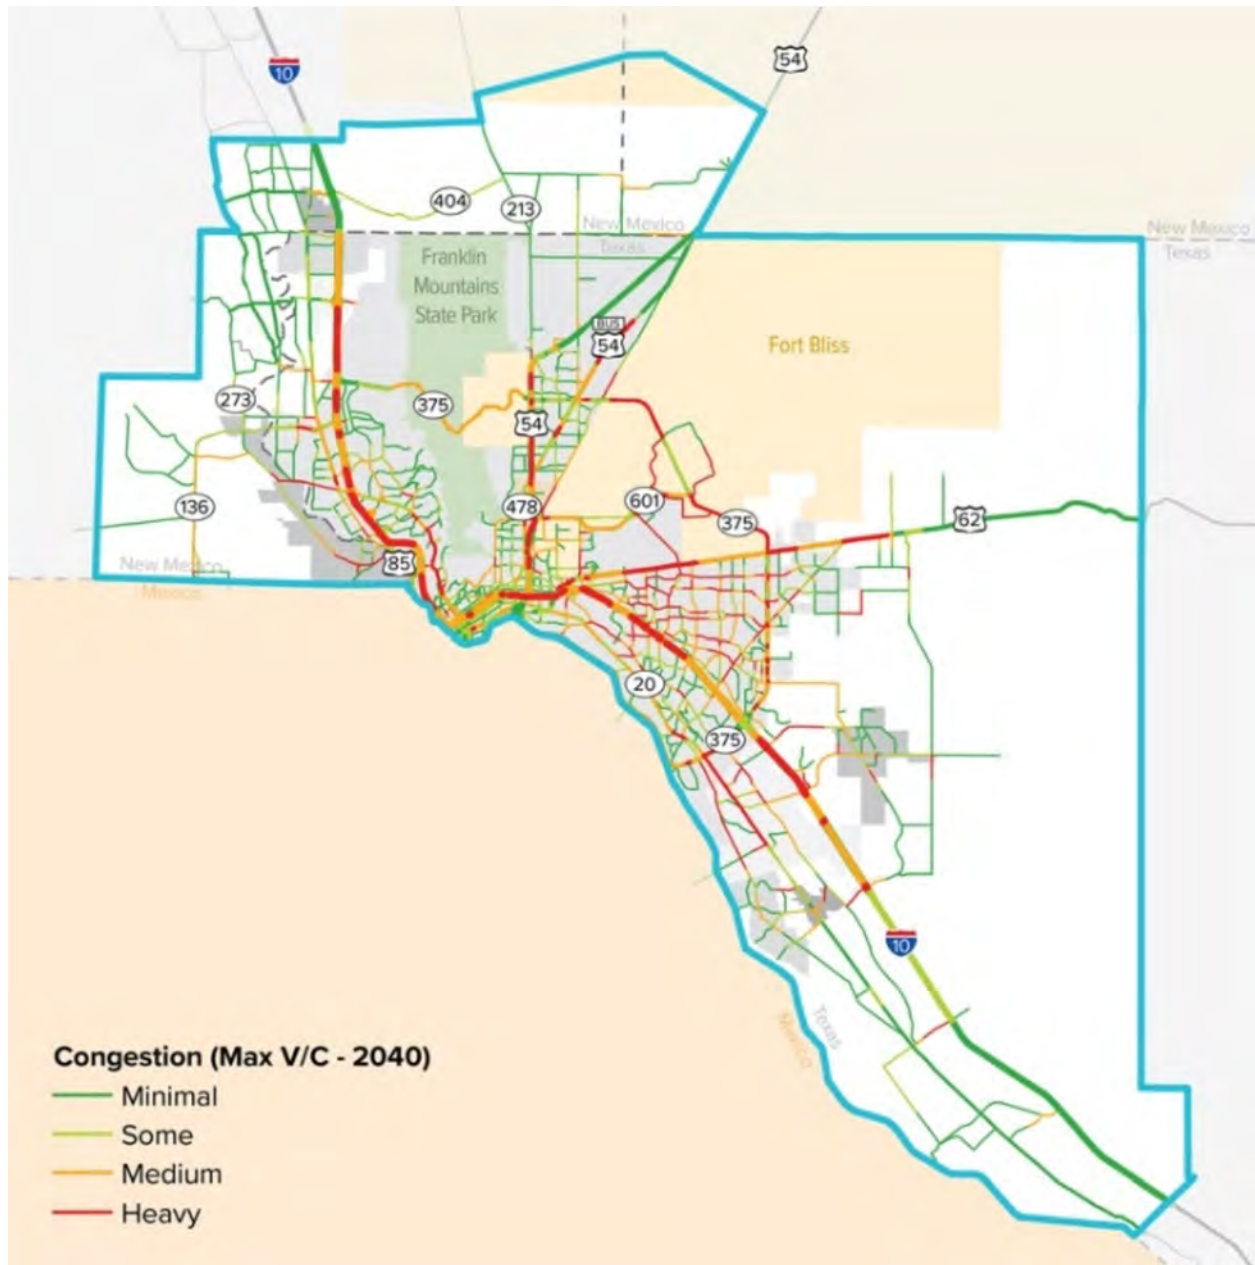 10
54
404
213
New Mexico
Texas
New Mexico
Texas
Franklin
Mountains
State Park
BUS
54
Fort Bliss
273
375
54
136
478
601
375
62
85
New Mexico
Mexico
20
375
10
Texas
Mexico
Congestion (Max V/C - 2040)
Minimal
Some
Medium
Heavy